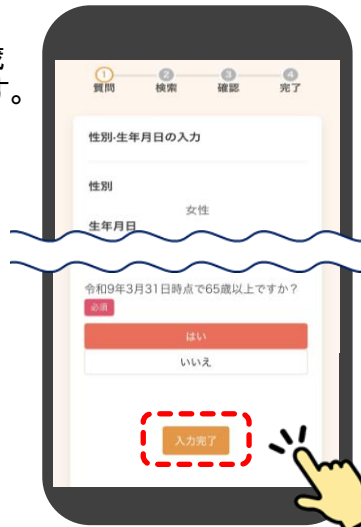 す。
1 2 3 4
質問 検索 確認 完了
性別・生年月日の入力
性別
女性
生年月日
令和9年3月31日時点で65歳以上ですか？
必須
はい
いいえ
入力完了